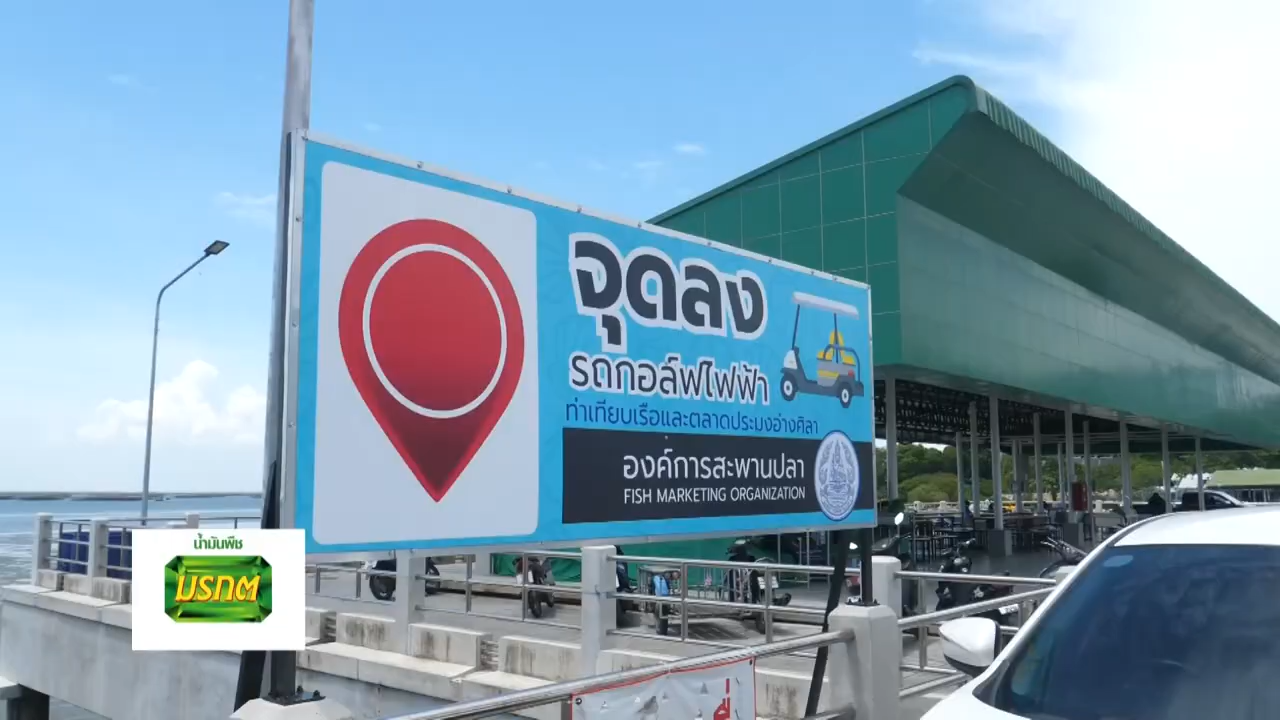 จุดลง
รถกอล์ฟไฟฟ้า
ท่าเทียบเรือและตลาดประมงอ่างศิลา
องค์การสะพานปลา
FISH MARKETING ORGANIZATION
น้ำมันพืช
มรกต